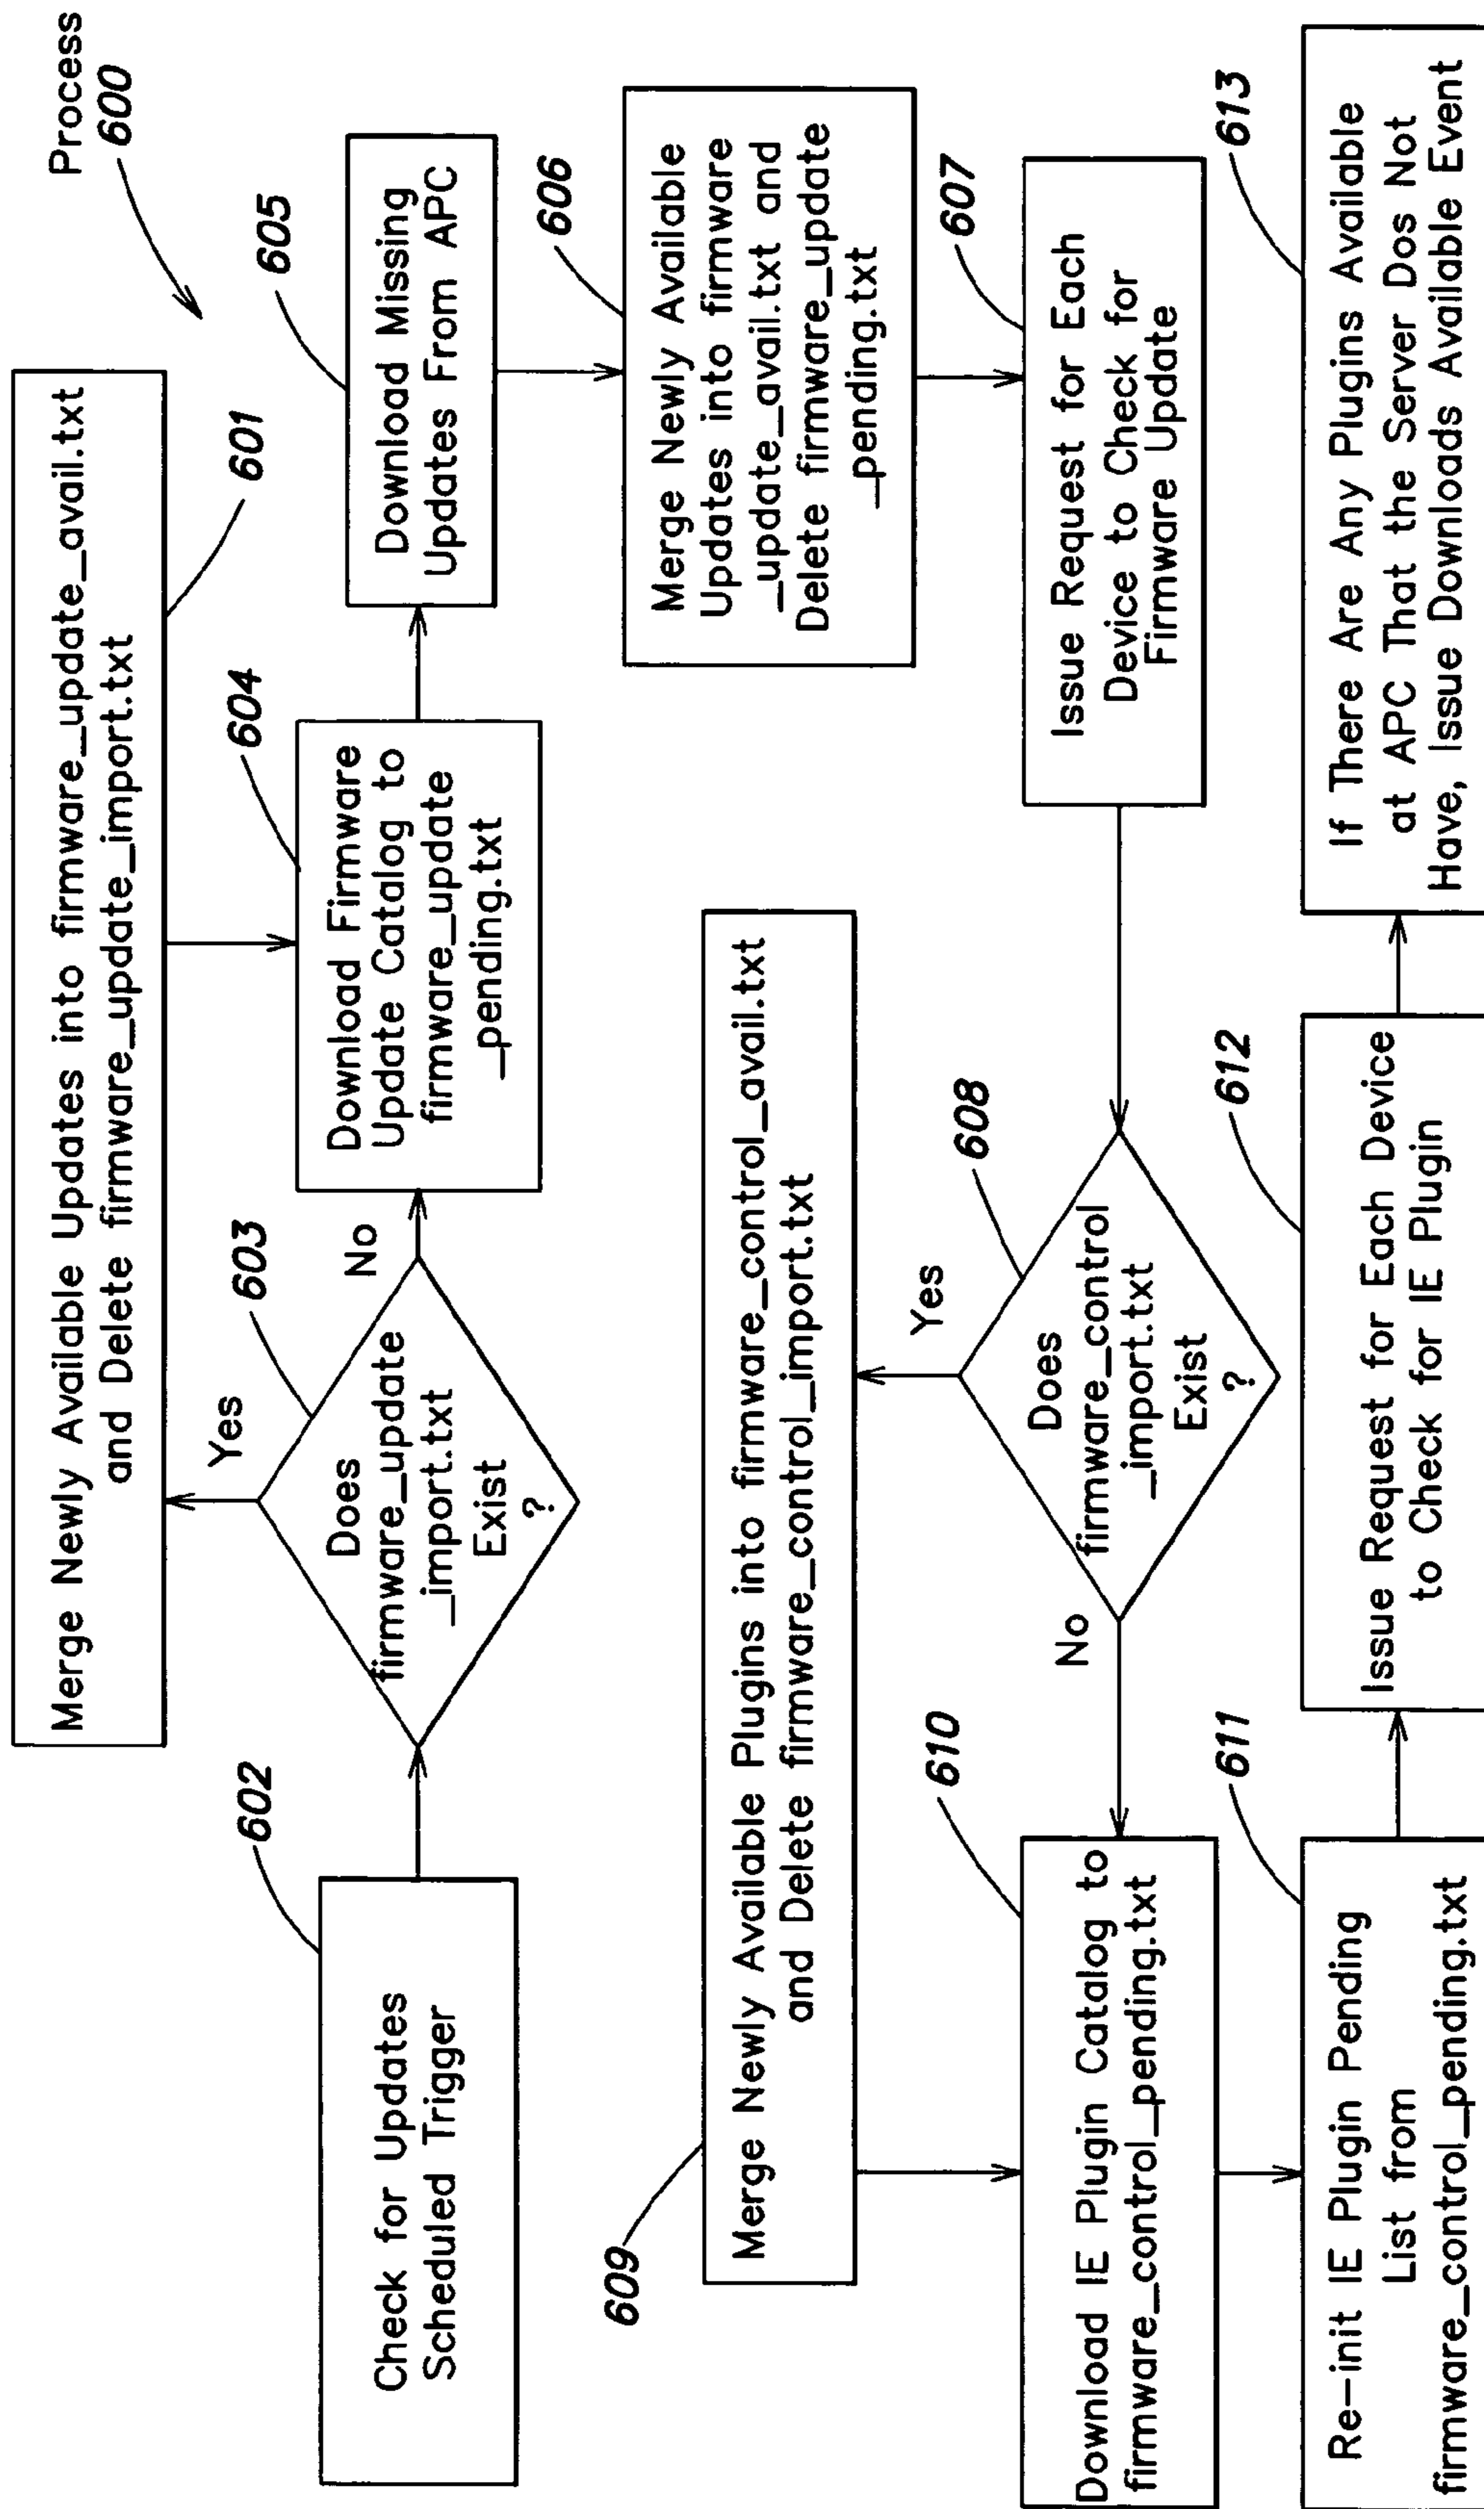 Process
600
Merge Newly Available Updates into firmware_update_avail.txt
and Delete firmware_update_import.txt
601
602
Check for Updates
Scheduled Trigger
603
Does
firmware_update
_import.txt
Exist
?
Yes
No
604
Download Firmware
Update Catalog to
firmware_update
_pending.txt
605
Download Missing
Updates From APC
606
Merge Newly Available
Updates into firmware
_update_avail.txt and
Delete firmware_update
_pending.txt
607
Issue Request for Each
Device to Check for
Firmware Update
608
Does
firmware_control
_import.txt
Exist
?
Yes
No
609
Merge Newly Available Plugins into firmware_control_avail.txt
and Delete firmware_control_import.txt
610
Download IE Plugin Catalog to
firmware_control_pending.txt
611
Re-init IE Plugin Pending
List from
firmware_control_pending.txt
612
Issue Request for Each Device
to Check for IE Plugin
613
If There Are Any Plugins Available
at APC That the Server Dos Not
Have, Issue Downloads Available Event